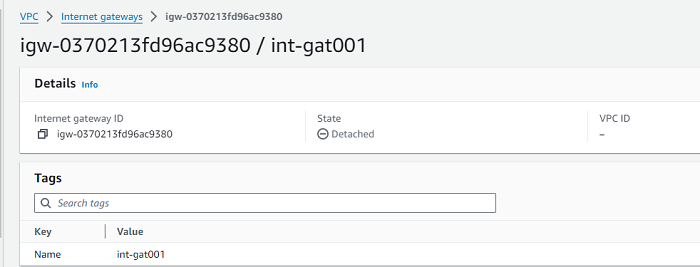 VPC > Internet gateways > igw-0370213fd96ac9380
igw-0370213fd96ac9380 / int-gat001
Details Info
Internet gateway ID State VPC ID
igw-0370213fd96ac9380 Detached –
Tags
Search tags
Key Value
Name int-gat001